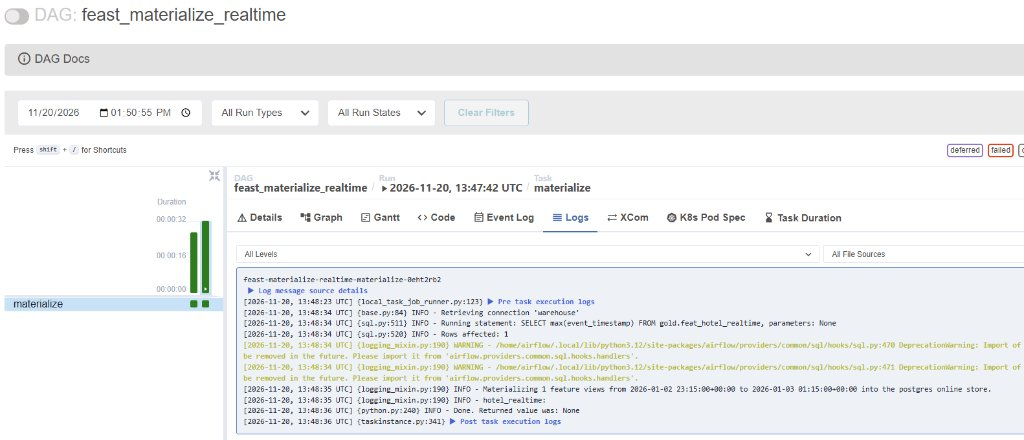 DAG: feast_materialize_realtime
DAG Docs
11/20/2026 01:50:55 PM
All Run Types
All Run States
Clear Filters
Press shift + / for Shortcuts
deferred
failed
DAG
feast_materialize_realtime /
Run
2026-11-20, 13:47:42 UTC /
Task
materialize
Duration
00:00:32
00:00:16
00:00:00
materialize
Details
Graph
Gantt
Code
Event Log
Logs
XCom
K8s Pod Spec
Task Duration
All Levels
All File Sources
feast-materialize-realtime-materialize-0eht2rb2
Log message source details
[2026-11-20, 13:48:23 UTC] {local_task_job_runner.py:123} ▶ Pre task execution logs
[2026-11-20, 13:48:34 UTC] {base.py:84} INFO - Retrieving connection 'warehouse'
[2026-11-20, 13:48:34 UTC] {sql.py:511} INFO - Running statement: SELECT max(event_timestamp) FROM gold.feat_hotel_realtime, parameters: None
[2026-11-20, 13:48:34 UTC] {sql.py:520} INFO - Rows affected: 1
[2026-11-20, 13:48:34 UTC] {logging_mixin.py:190} WARNING - /home/airflow/.local/lib/python3.12/site-packages/airflow/providers/common/sql/hooks/sql.py:470 DeprecationWarning: Import of
be removed in the future. Please import it from 'airflow.providers.common.sql.hooks.handlers'.
[2026-11-20, 13:48:34 UTC] {logging_mixin.py:190} WARNING - /home/airflow/.local/lib/python3.12/site-packages/airflow/providers/common/sql/hooks/sql.py:471 DeprecationWarning: Import of
be removed in the future. Please import it from 'airflow.providers.common.sql.hooks.handlers'.
[2026-11-20, 13:48:35 UTC] {logging_mixin.py:190} INFO - Materializing 1 feature views from 2026-01-02 23:15:00+00:00 to 2026-01-03 01:15:00+00:00 into the postgres online store.
[2026-11-20, 13:48:35 UTC] {logging_mixin.py:190} INFO - hotel_realtime:
[2026-11-20, 13:48:36 UTC] {python.py:240} INFO - Done. Returned value was: None
[2026-11-20, 13:48:36 UTC] {taskinstance.py:341} ▶ Post task execution logs